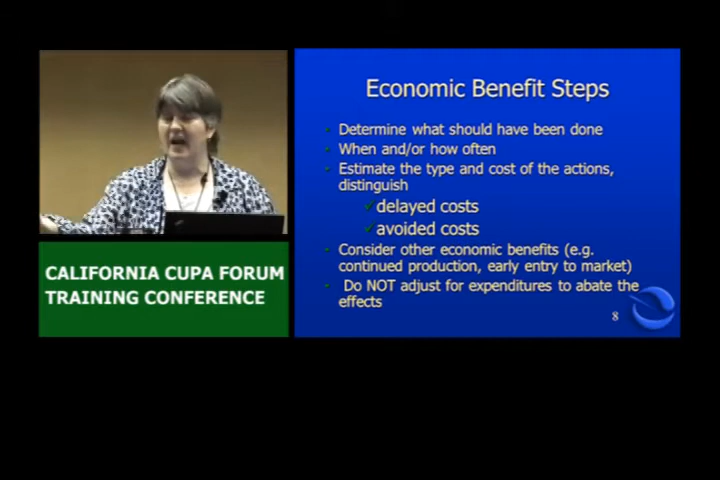 Economic Benefit Steps
Determine what should have been done
When and/or how often
Estimate the type and cost of the actions,
distinguish
delayed costs
avoided costs
Consider other economic benefits (e.g.
continued production, early entry to market)
Do NOT adjust for expenditures to abate the
effects
8
CALIFORNIA CUPA FORUM
TRAINING CONFERENCE